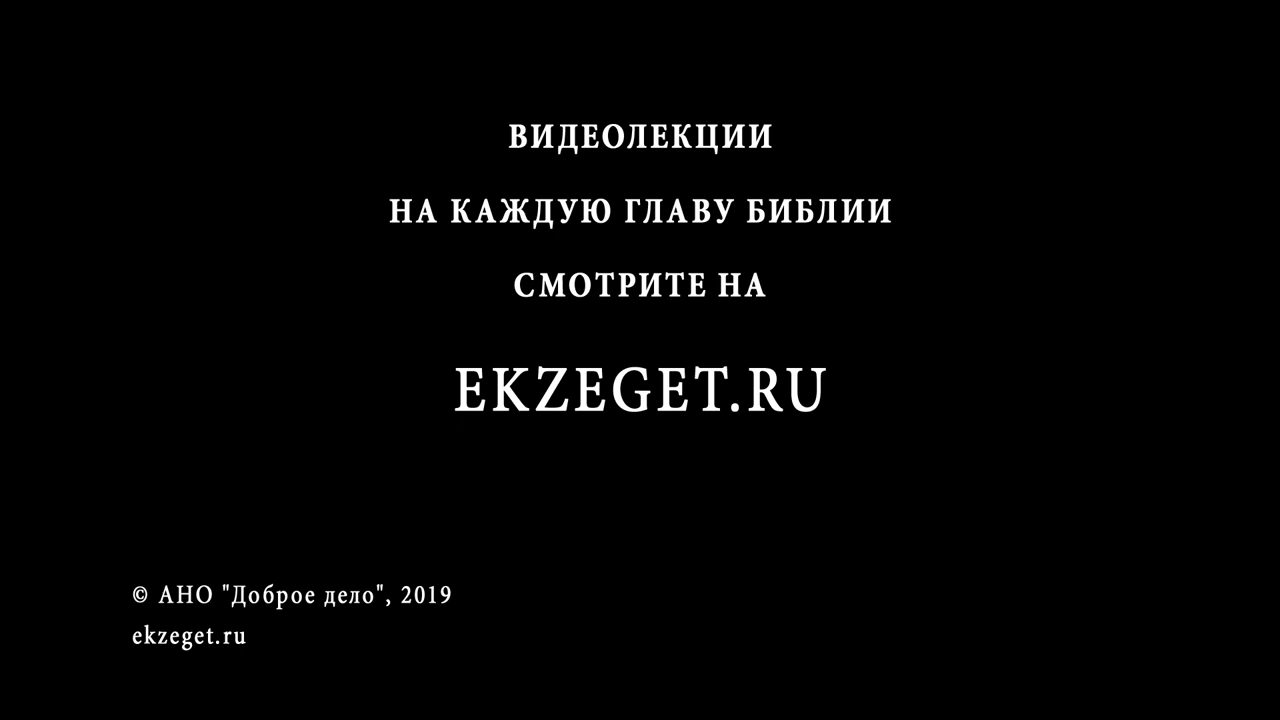 ВИДЕОЛЕКЦИИ
НА КАЖДУЮ ГЛАВУ БИБЛИИ
СМОТРИТЕ НА
EKZEGET.RU
© АНО "Доброе дело", 2019
ekzeget.ru